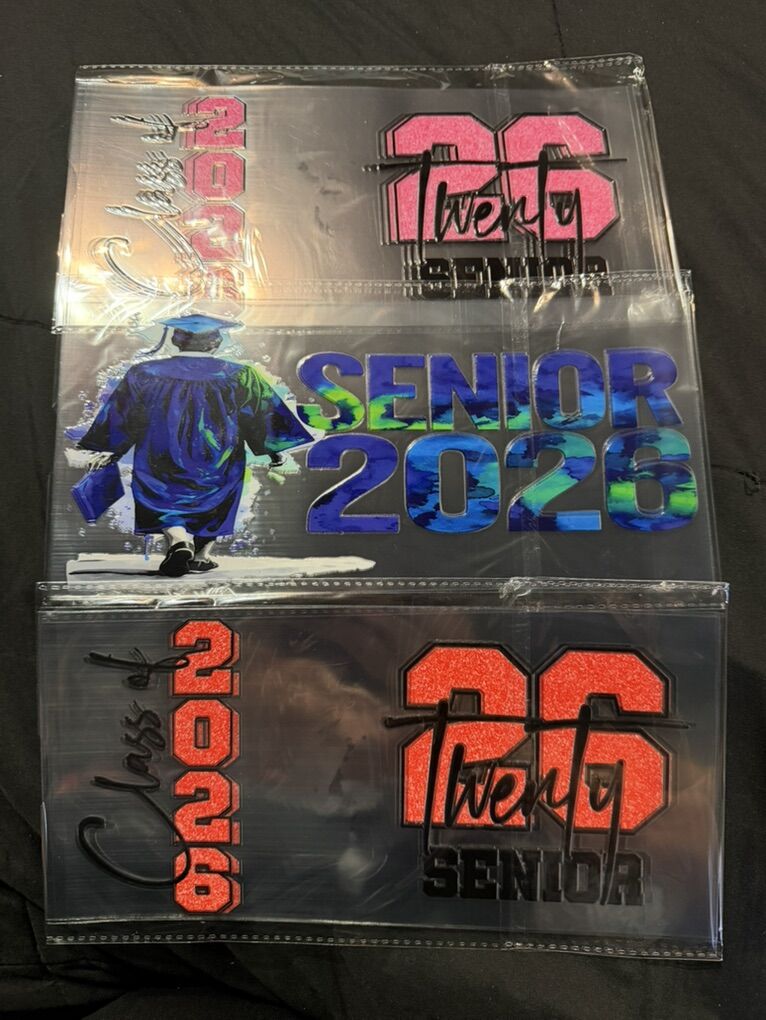 Class of
2026
26
Twenty
SENIOR
SENIOR
2026
Class of
2026
26
Twenty
SENIOR